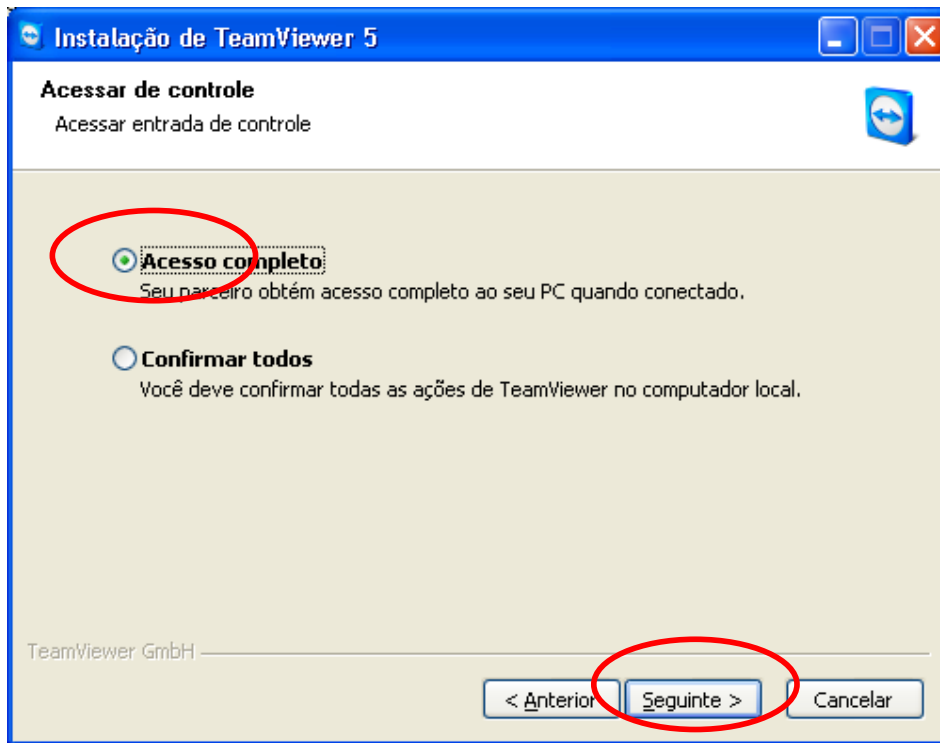 Instalação de TeamViewer 5
Acessar de controle
Acessar entrada de controle
Acesso completo
Seu parceiro obtém acesso completo ao seu PC quando conectado.
Confirmar todos
Você deve confirmar todas as ações de TeamViewer no computador local.
TeamViewer GmbH
< Anterior Seguinte > Cancelar